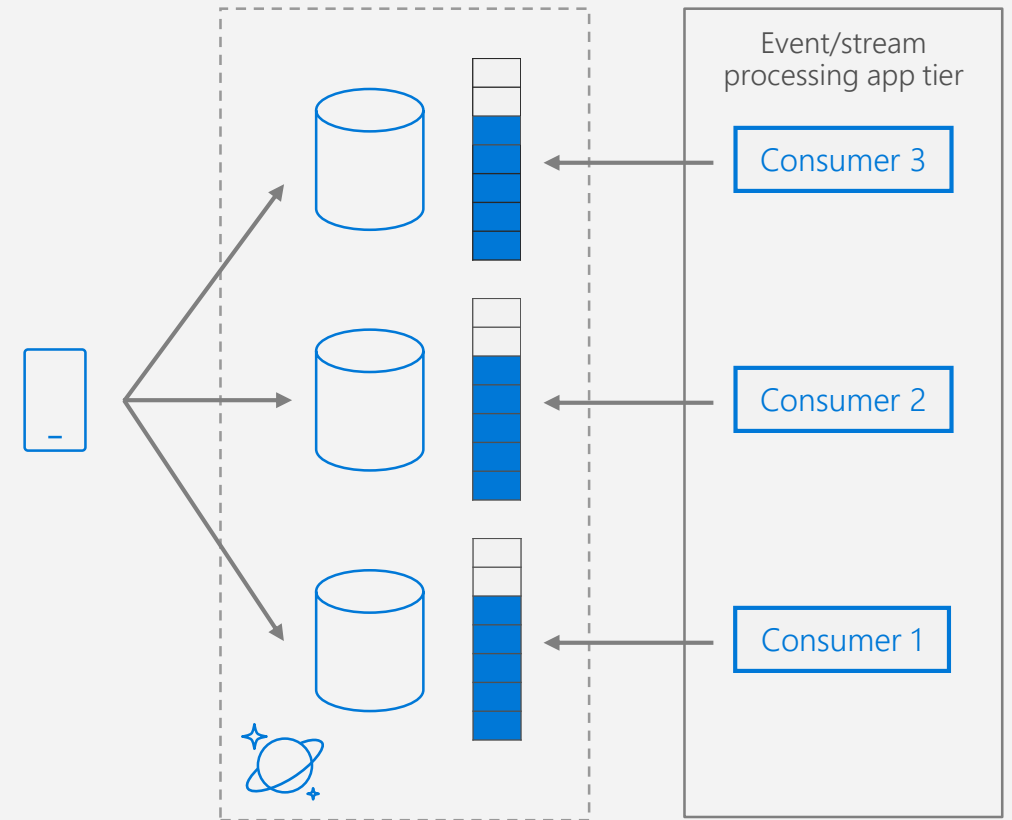 Event/stream
processing app tier
Consumer 3
Consumer 2
Consumer 1